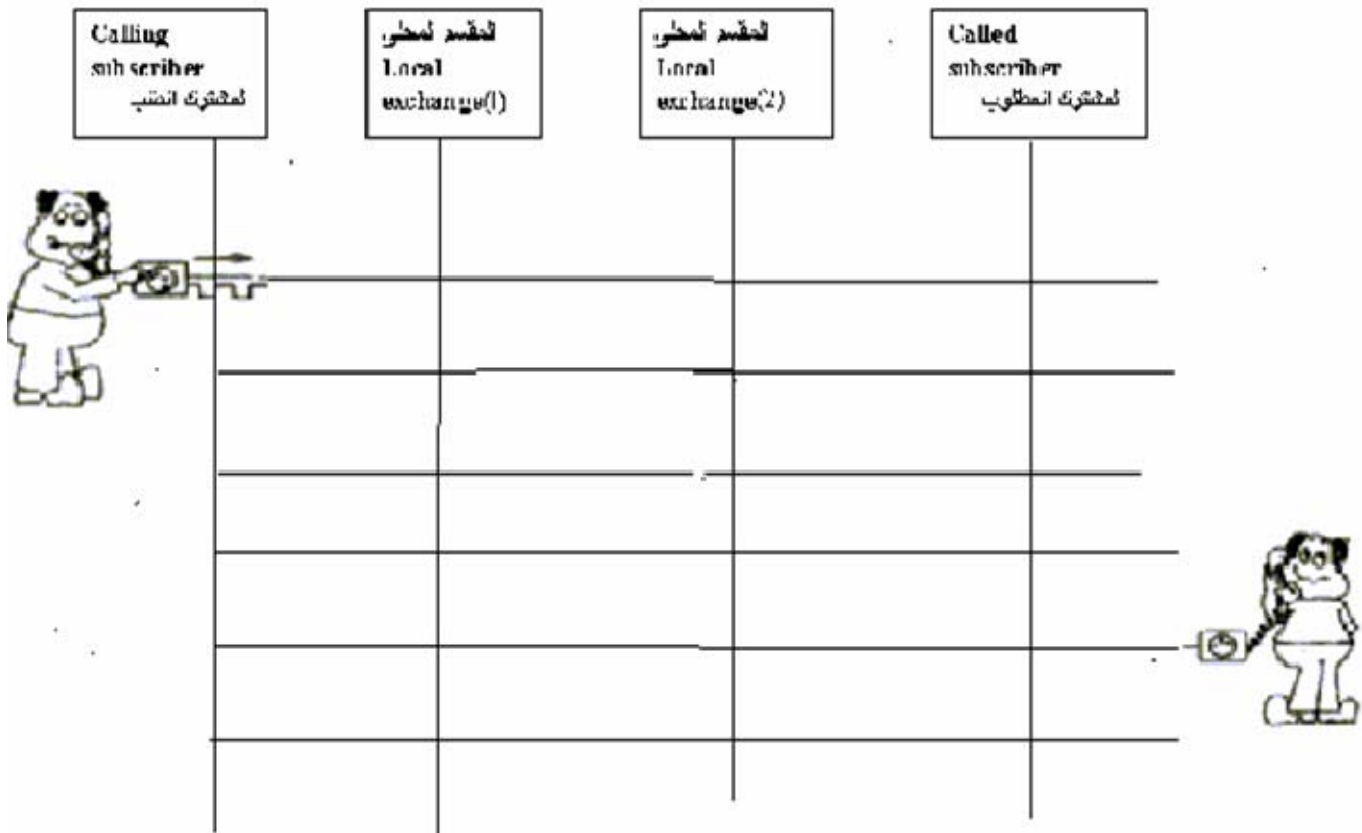 Calling
subscriber
المشترك الطالب
المقسم المحلي
Local
exchange(1)
المقسم المحلي
Local
exchange(2)
Called
subscriber
المشترك المطلوب